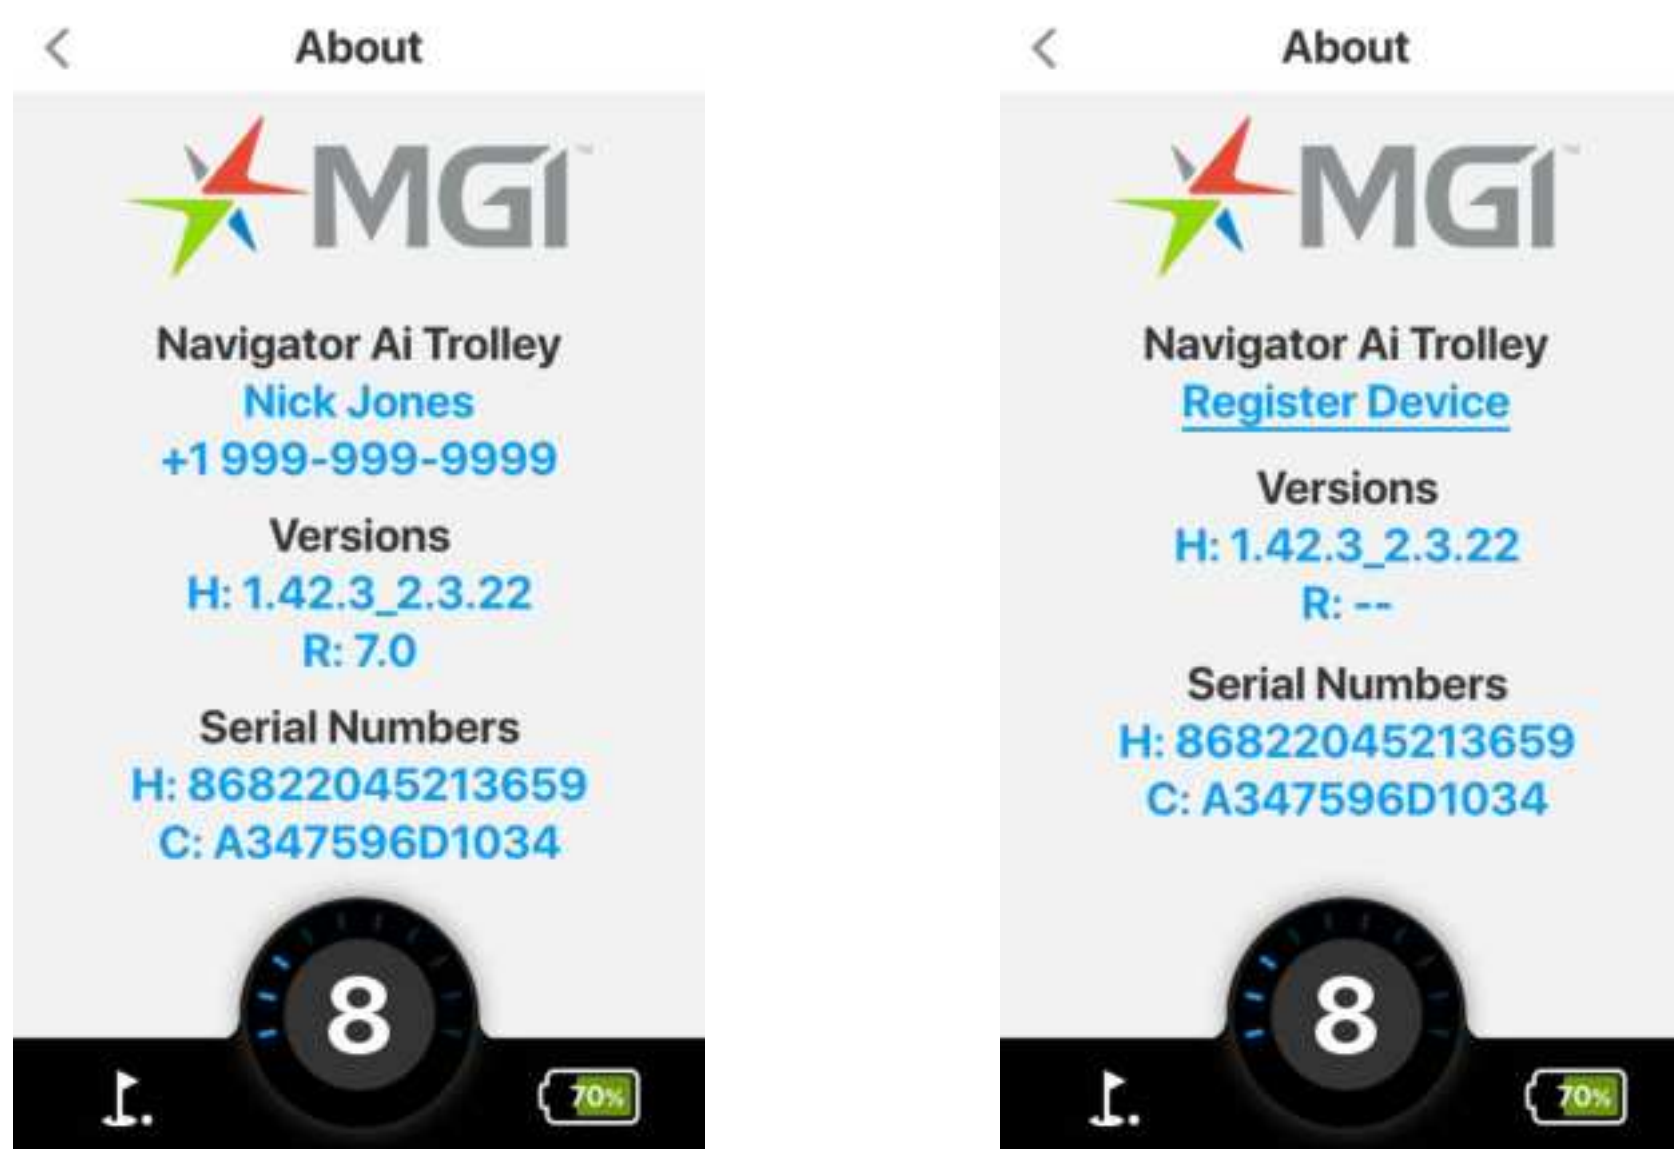 About
MGI™
Navigator Ai Trolley
Nick Jones
+1 999-999-9999
Versions
H: 1.42.3_2.3.22
R: 7.0
Serial Numbers
H: 86822045213659
C: A347596D1034
8
70%
About
MGI™
Navigator Ai Trolley
Register Device
Versions
H: 1.42.3_2.3.22
R: --
Serial Numbers
H: 86822045213659
C: A347596D1034
8
70%